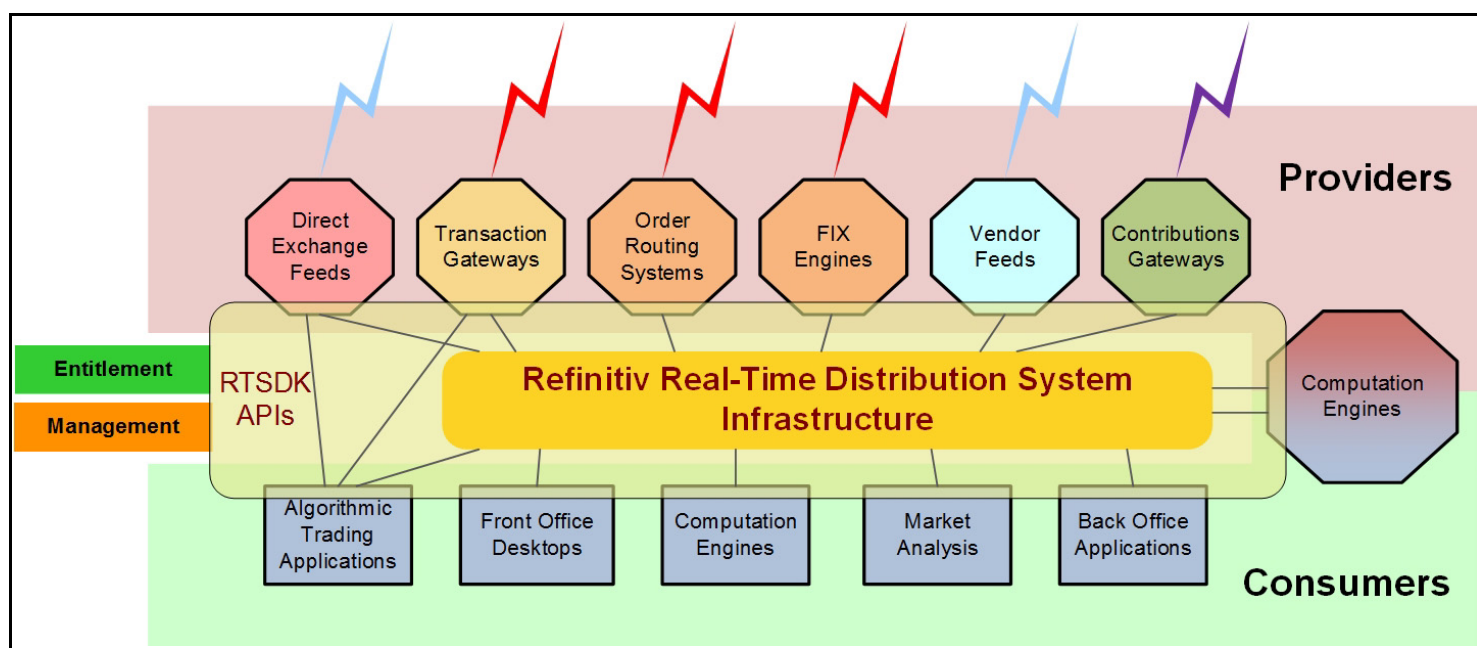 Providers
Direct
Exchange
Feeds
Transaction
Gateways
Order
Routing
Systems
FIX
Engines
Vendor
Feeds
Contributions
Gateways
Entitlement
Management
RTSDK
APIs
Refinitiv Real-Time Distribution System
Infrastructure
Computation
Engines
Algorithmic
Trading
Applications
Front Office
Desktops
Computation
Engines
Market
Analysis
Back Office
Applications
Consumers